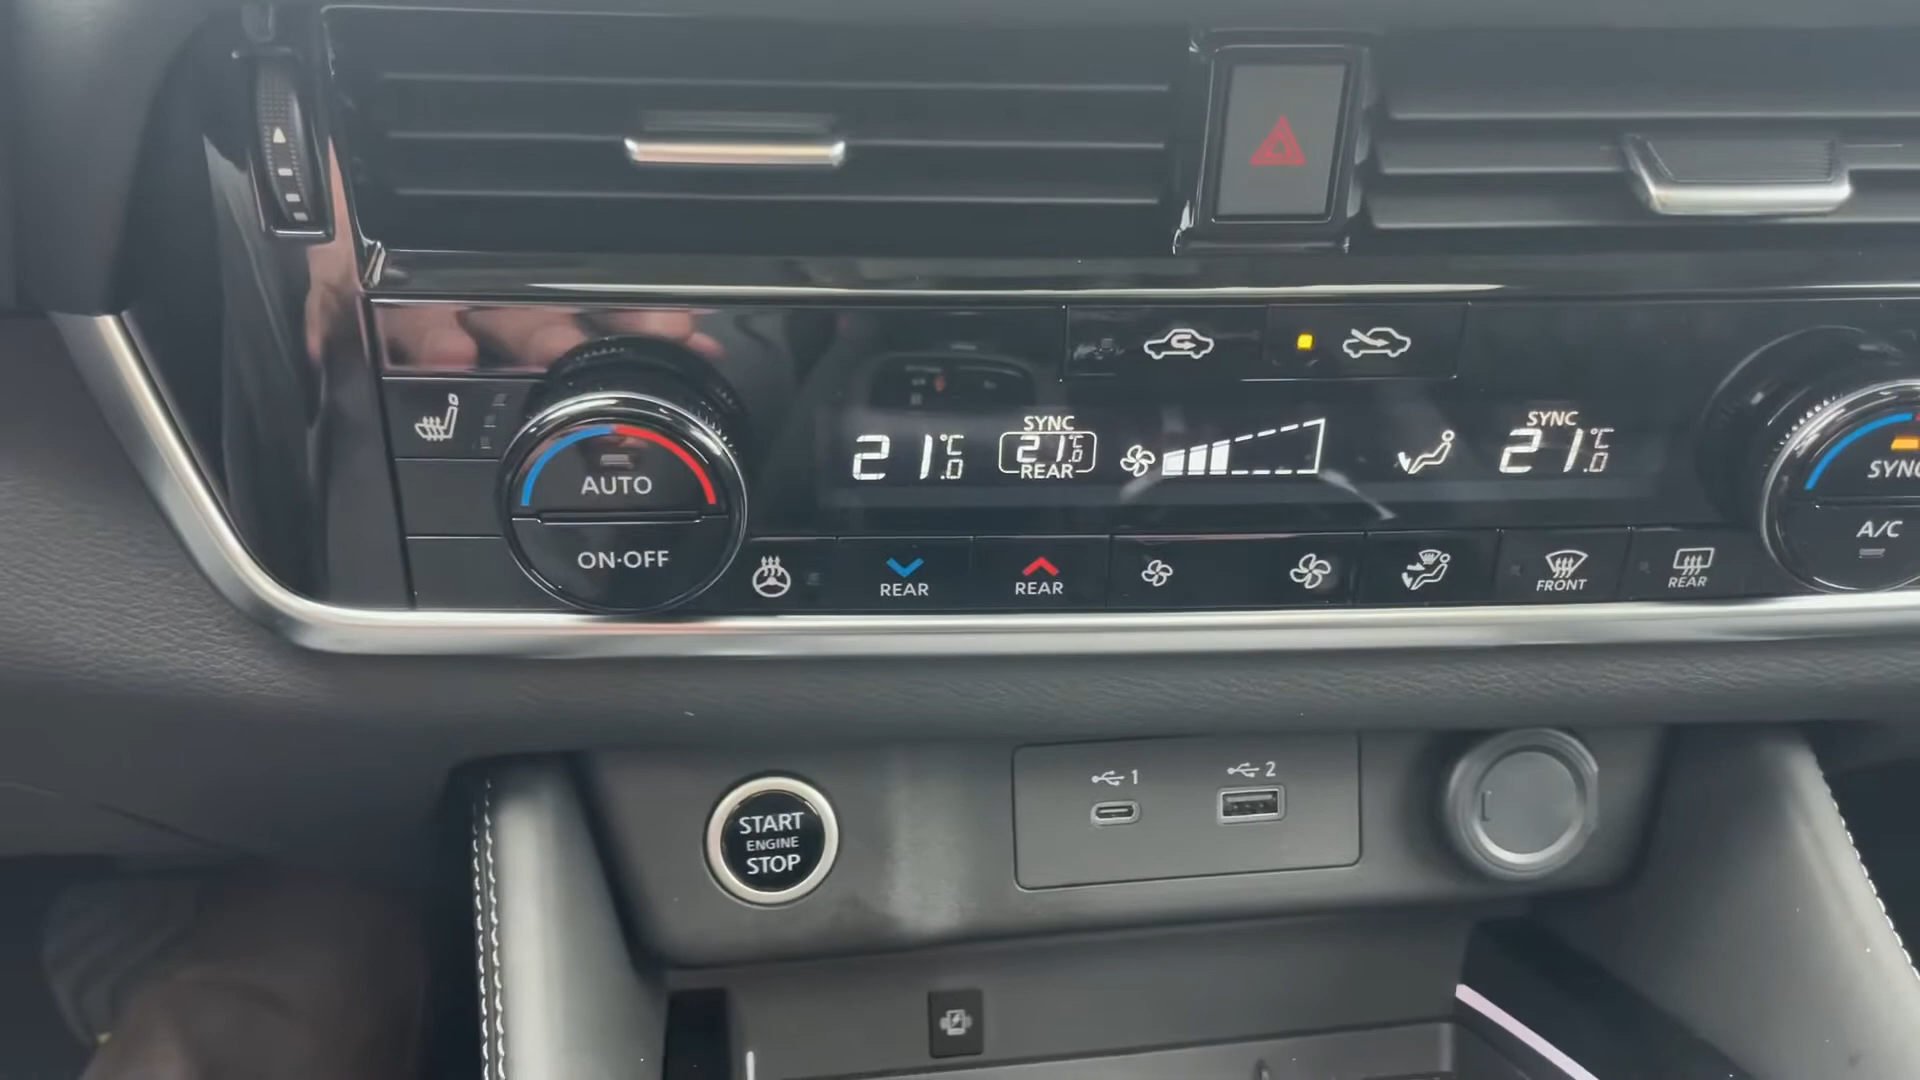 SYNC
SYNC
21.0°C
21.0°C
REAR
21.0°C
AUTO
ON·OFF
SYNC
A/C
REAR
REAR
FRONT
REAR
1
2
START
ENGINE
STOP